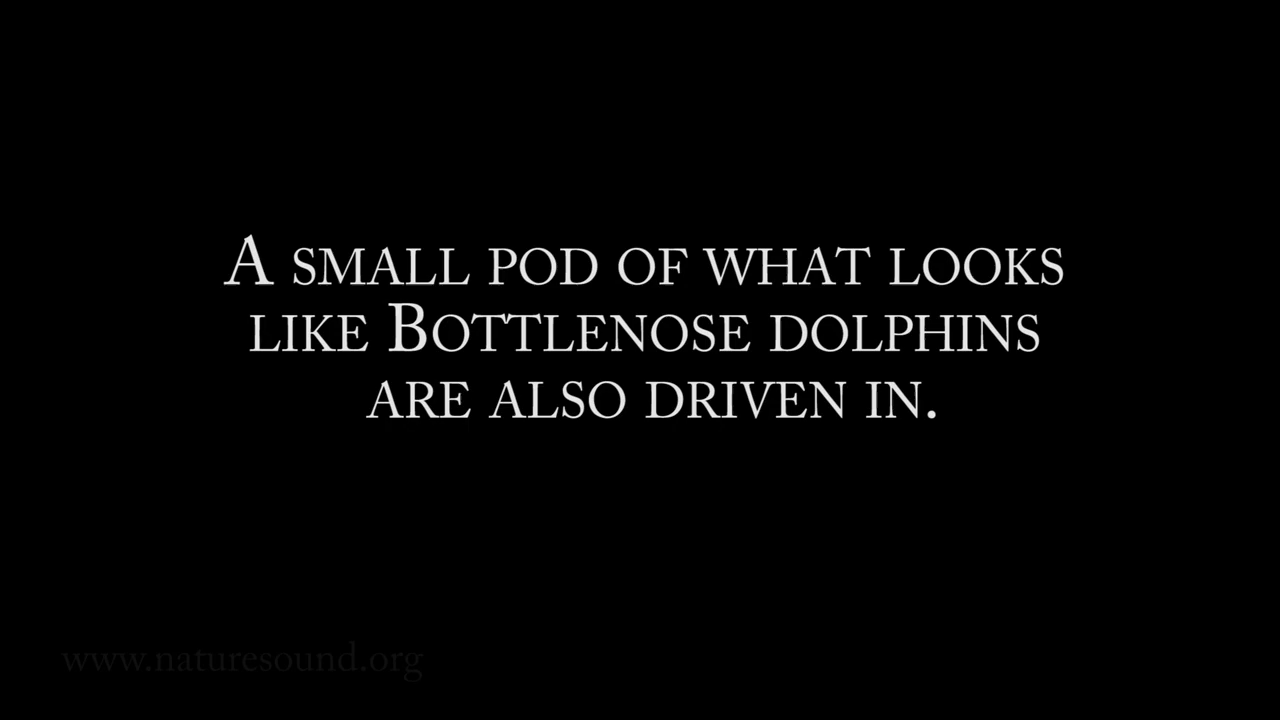 A SMALL POD OF WHAT LOOKS
LIKE BOTTLENOSE DOLPHINS
ARE ALSO DRIVEN IN.
www.naturesound.org